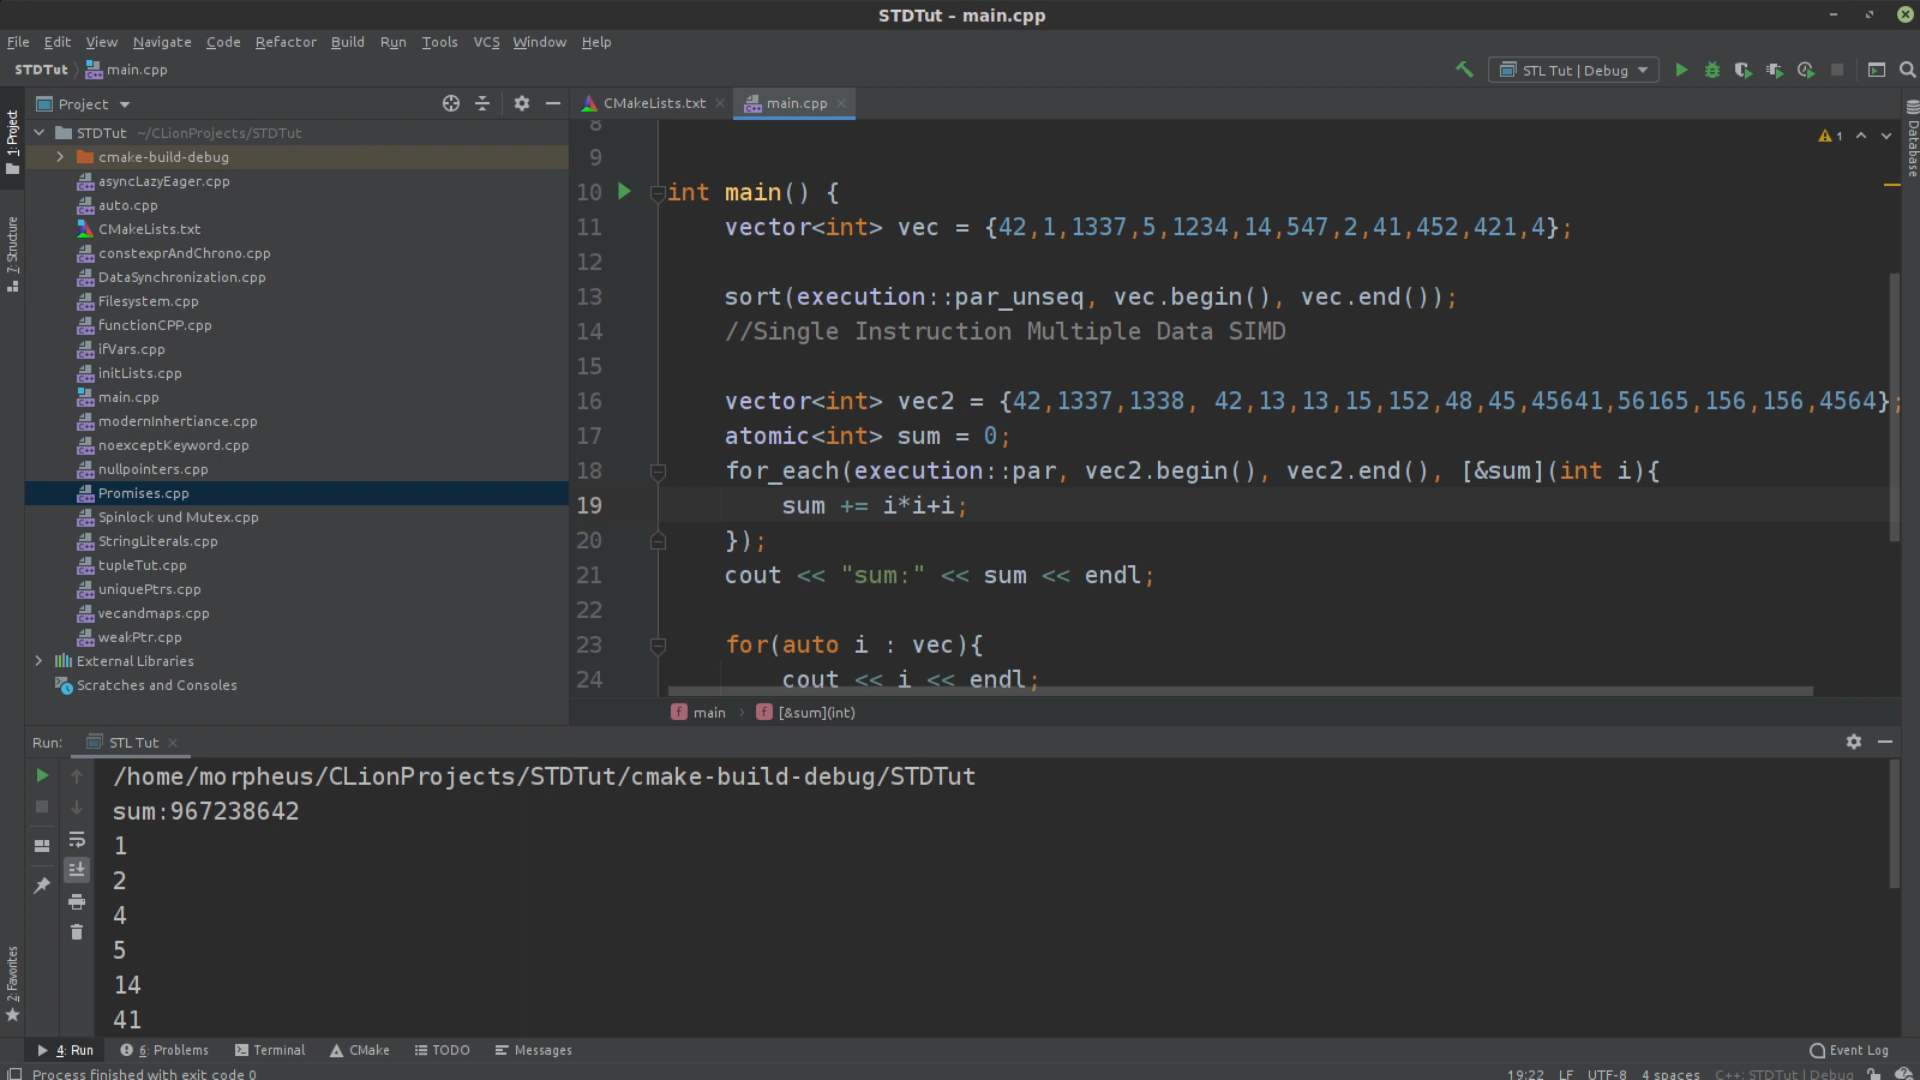 STDTut – main.cpp
File Edit View Navigate Code Refactor Build Run Tools VCS Window Help
STDTut main.cpp
STL Tut | Debug
1: Project
7: Structure
2: Favorites
Project
STDTut ~/CLionProjects/STDTut
cmake-build-debug
asyncLazyEager.cpp
auto.cpp
CMakeLists.txt
constexprAndChrono.cpp
DataSynchronization.cpp
Filesystem.cpp
functionCPP.cpp
ifVars.cpp
initLists.cpp
main.cpp
modernInhertiance.cpp
noexceptKeyword.cpp
nullpointers.cpp
Promises.cpp
Spinlock und Mutex.cpp
StringLiterals.cpp
tupleTut.cpp
uniquePtrs.cpp
vecandmaps.cpp
weakPtr.cpp
External Libraries
Scratches and Consoles
CMakeLists.txt main.cpp
1
Database
8
9
10 int main() {
11 vector<int> vec = {42,1,1337,5,1234,14,547,2,41,452,421,4};
12
13 sort(execution::par_unseq, vec.begin(), vec.end());
14 //Single Instruction Multiple Data SIMD
15
16 vector<int> vec2 = {42,1337,1338, 42,13,13,15,152,48,45,45641,56165,156,156,4564};
17 atomic<int> sum = 0;
18 for_each(execution::par, vec2.begin(), vec2.end(), [&sum](int i){
19 sum += i*i+i;
20 });
21 cout << "sum:" << sum << endl;
22
23 for(auto i : vec){
24 cout << i << endl;
main [&sum](int)
Run: STL Tut
/home/morpheus/CLionProjects/STDTut/cmake-build-debug/STDTut
sum:967238642
1
2
4
5
14
41
4: Run 6: Problems Terminal CMake TODO Messages Event Log
Process finished with exit code 0 19:22 LF UTF-8 4 spaces C++: STDTut | Debug